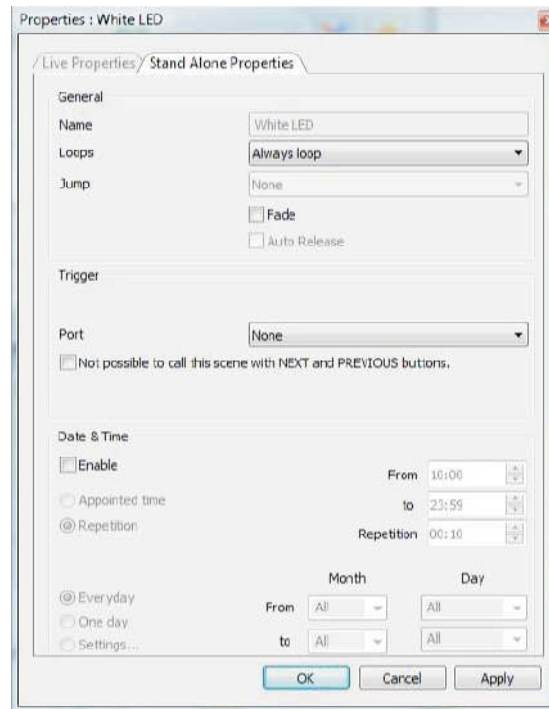 Properties : White LED
Live Properties Stand Alone Properties
General
Name White LED
Loops Always loop
Jump None
Fade
Auto Release
Trigger
Port None
Not possible to call this scene with NEXT and PREVIOUS buttons.
Date & Time
Enable
From 10:00
Appointed time
to 23:59
Repetition
Repetition 00:10
Month Day
Everyday
From All All
One day
Settings...
to All All
OK Cancel Apply